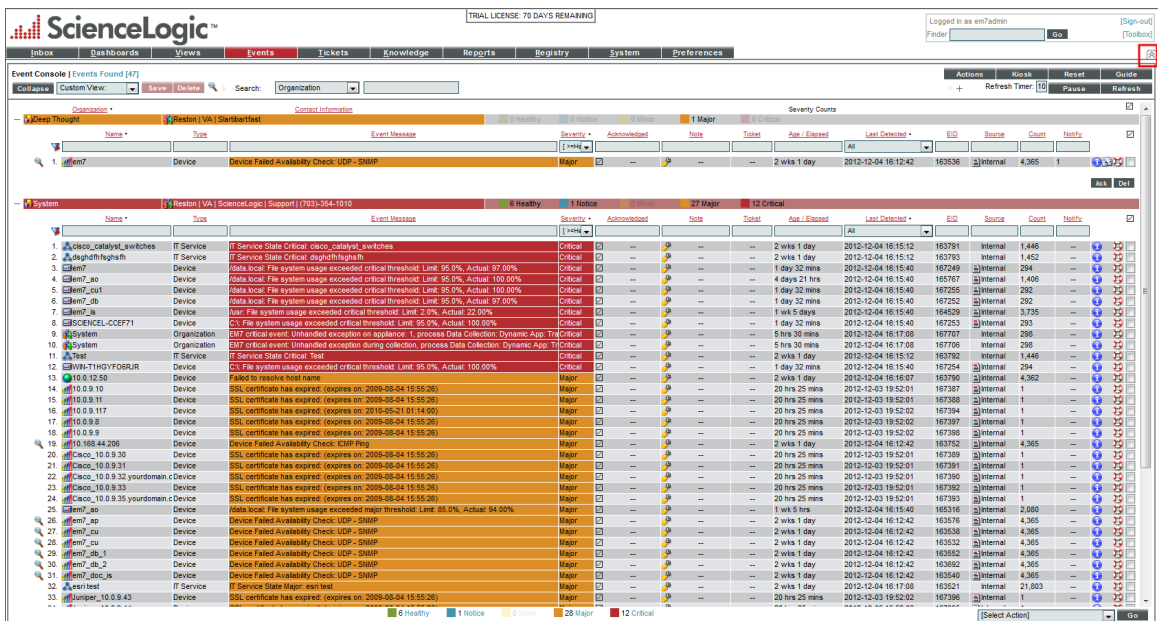 TRIAL LICENSE: 70 DAYS REMAINING
ScienceLogic™
Logged in as em7admin [Sign-out]
Finder Go [Toolbox]
Inbox Dashboards Views Events Tickets Knowledge Reports Registry System Preferences
Event Console | Events Found [47] Actions Kiosk Reset Guide
Collapse Custom View: Save Delete Search: Organization Refresh Timer: 10 Pause Refresh
Organization Contact Information Severity Counts
Deep Thought Reston | VA | Slartibartfast 0 Healthy 0 Notice 0 Minor 1 Major 0 Critical
Name Type Event Message Severity Acknowledged Note Ticket Age / Elapsed Last Detected EID Source Count Notify
All
1. em7 Device Device Failed Availability Check: UDP - SNMP Major -- -- -- 2 wks 1 day 2012-12-04 16:12:42 163536 Internal 4,365 1
Ack Del
System Reston | VA | ScienceLogic | Support | (703)-354-1010 6 Healthy 1 Notice 0 Minor 27 Major 12 Critical
Name Type Event Message Severity Acknowledged Note Ticket Age / Elapsed Last Detected EID Source Count Notify
All
1. cisco_catalyst_switches IT Service IT Service State Critical: cisco_catalyst_switches Critical -- -- -- 2 wks 1 day 2012-12-04 16:15:12 163791 Internal 1,446 --
2. dsghdfhfsghsfh IT Service IT Service State Critical: dsghdfhfsghsfh Critical -- -- -- 2 wks 1 day 2012-12-04 16:15:12 163793 Internal 1,452 --
3. em7 Device /data.local: File system usage exceeded critical threshold: Limit: 95.0%, Actual: 97.00% Critical -- -- -- 1 day 32 mins 2012-12-04 16:15:40 167249 Internal 294 --
4. em7_ao Device /data.local: File system usage exceeded critical threshold: Limit: 95.0%, Actual: 100.00% Critical -- -- -- 4 days 21 hrs 2012-12-04 16:15:40 165767 Internal 1,406 --
5. em7_cu1 Device /data.local: File system usage exceeded critical threshold: Limit: 95.0%, Actual: 100.00% Critical -- -- -- 1 day 32 mins 2012-12-04 16:15:40 167255 Internal 292 --
6. em7_db Device /data.local: File system usage exceeded critical threshold: Limit: 95.0%, Actual: 97.00% Critical -- -- -- 1 day 32 mins 2012-12-04 16:15:40 167252 Internal 292 --
7. em7_is Device /usr: File system usage exceeded critical threshold: Limit: 2.0%, Actual: 22.00% Critical -- -- -- 1 wk 5 days 2012-12-04 16:15:40 164529 Internal 3,735 --
8. SCIENCEL-CCEF71 Device C:\: File system usage exceeded critical threshold: Limit: 95.0%, Actual: 100.00% Critical -- -- -- 1 day 32 mins 2012-12-04 16:15:40 167253 Internal 293 --
9. System Organization EM7 critical event: Unhandled exception on appliance: 1, process Data Collection: Dynamic App: Tra Critical -- -- -- 5 hrs 30 mins 2012-12-04 16:17:08 167707 Internal 298 --
10. System Organization EM7 critical event: Unhandled exception during collection, process Data Collection: Dynamic App: Tr Critical -- -- -- 5 hrs 30 mins 2012-12-04 16:17:08 167706 Internal 298 --
11. Test IT Service IT Service State Critical: Test Critical -- -- -- 2 wks 1 day 2012-12-04 16:15:12 163792 Internal 1,446 --
12. WIN-T1HGYFO6RJR Device C:\: File system usage exceeded critical threshold: Limit: 95.0%, Actual: 100.00% Critical -- -- -- 1 day 32 mins 2012-12-04 16:15:40 167254 Internal 294 --
13. 10.0.12.50 Device Failed to resolve host name Major -- -- -- 2 wks 1 day 2012-12-04 16:16:07 163790 Internal 4,362 --
14. 10.0.9.10 Device SSL certificate has expired: (expires on: 2009-08-04 15:55:26) Major -- -- -- 20 hrs 25 mins 2012-12-03 19:52:01 167387 Internal 1 --
15. 10.0.9.11 Device SSL certificate has expired: (expires on: 2009-08-04 15:55:26) Major -- -- -- 20 hrs 25 mins 2012-12-03 19:52:01 167388 Internal 1 --
16. 10.0.9.117 Device SSL certificate has expired: (expires on: 2010-05-21 01:14:00) Major -- -- -- 20 hrs 25 mins 2012-12-03 19:52:02 167394 Internal 1 --
17. 10.0.9.8 Device SSL certificate has expired: (expires on: 2009-08-04 15:55:26) Major -- -- -- 20 hrs 25 mins 2012-12-03 19:52:02 167397 Internal 1 --
18. 10.0.9.9 Device SSL certificate has expired: (expires on: 2009-08-04 15:55:26) Major -- -- -- 20 hrs 25 mins 2012-12-03 19:52:02 167398 Internal 1 --
19. 10.168.44.206 Device Device Failed Availability Check: ICMP Ping Major -- -- -- 2 wks 1 day 2012-12-04 16:12:42 163752 Internal 4,365 --
20. Cisco_10.0.9.30 Device SSL certificate has expired: (expires on: 2009-08-04 15:55:26) Major -- -- -- 20 hrs 25 mins 2012-12-03 19:52:01 167389 Internal 1 --
21. Cisco_10.0.9.31 Device SSL certificate has expired: (expires on: 2009-08-04 15:55:26) Major -- -- -- 20 hrs 25 mins 2012-12-03 19:52:01 167391 Internal 1 --
22. Cisco_10.0.9.32.yourdomain.c Device SSL certificate has expired: (expires on: 2009-08-04 15:55:26) Major -- -- -- 20 hrs 25 mins 2012-12-03 19:52:01 167390 Internal 1 --
23. Cisco_10.0.9.33 Device SSL certificate has expired: (expires on: 2009-08-04 15:55:26) Major -- -- -- 20 hrs 25 mins 2012-12-03 19:52:01 167392 Internal 1 --
24. Cisco_10.0.9.35.yourdomain.c Device SSL certificate has expired: (expires on: 2009-08-04 15:55:26) Major -- -- -- 20 hrs 25 mins 2012-12-03 19:52:01 167393 Internal 1 --
25. em7_ao Device /data.local: File system usage exceeded major threshold: Limit: 85.0%, Actual: 94.00% Major -- -- -- 1 wk 5 hrs 2012-12-04 15:15:40 165316 Internal 2,080 --
26. em7_ap Device Device Failed Availability Check: UDP - SNMP Major -- -- -- 2 wks 1 day 2012-12-04 16:12:42 163576 Internal 4,365 --
27. em7_cu Device Device Failed Availability Check: UDP - SNMP Major -- -- -- 2 wks 1 day 2012-12-04 16:12:42 163538 Internal 4,365 --
28. em7_cu Device Device Failed Availability Check: UDP - SNMP Major -- -- -- 2 wks 1 day 2012-12-04 16:12:42 163532 Internal 4,365 --
29. em7_db_1 Device Device Failed Availability Check: UDP - SNMP Major -- -- -- 2 wks 1 day 2012-12-04 16:12:42 163552 Internal 4,365 --
30. em7_db_2 Device Device Failed Availability Check: UDP - SNMP Major -- -- -- 2 wks 1 day 2012-12-04 16:12:42 163692 Internal 4,365 --
31. em7_doc_is Device Device Failed Availability Check: UDP - SNMP Major -- -- -- 2 wks 1 day 2012-12-04 16:12:42 163540 Internal 4,365 --
32. esri test IT Service IT Service State Major: esri test Major -- -- -- 2 wks 1 day 2012-12-04 16:17:08 163521 Internal 21,803 --
33. Juniper_10.0.9.43 Device SSL certificate has expired: (expires on: 2009-08-04 15:55:26) Major -- -- -- 20 hrs 25 mins 2012-12-03 19:52:01 167396 Internal 1 --
6 Healthy 1 Notice 0 Minor 28 Major 12 Critical [Select Action] Go